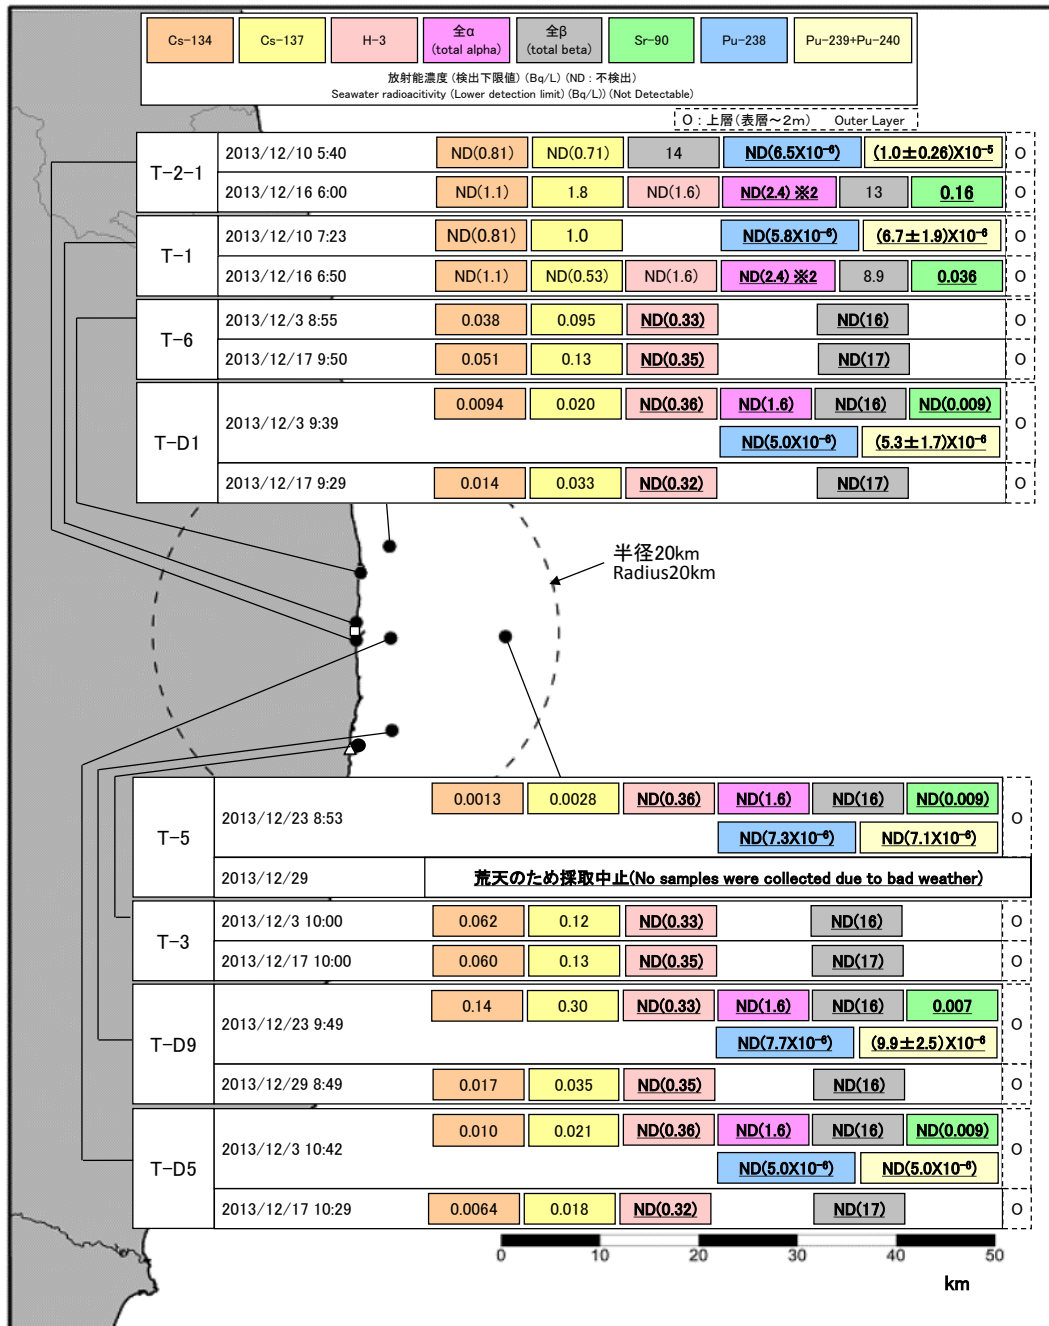 Cs-134 Cs-137 H-3 全α 全β Sr-90 Pu-238 Pu-239+Pu-240
(total alpha) (total beta)
放射能濃度 (検出下限値) (Bq/L) (ND : 不検出)
Seawater radioacitivity (Lower detection limit) (Bq/L)) (Not Detectable)
O : 上層(表層～2m) Outer Layer
T-2-1
2013/12/10 5:40 ND(0.81) ND(0.71) 14 ND(6.5X10⁻⁶) (1.0±0.26)X10⁻⁵ O
2013/12/16 6:00 ND(1.1) 1.8 ND(1.6) ND(2.4) ※2 13 0.16 O
T-1
2013/12/10 7:23 ND(0.81) 1.0 ND(5.8X10⁻⁶) (6.7±1.9)X10⁻⁶ O
2013/12/16 6:50 ND(1.1) ND(0.53) ND(1.6) ND(2.4) ※2 8.9 0.036 O
T-6
2013/12/3 8:55 0.038 0.095 ND(0.33) ND(16) O
2013/12/17 9:50 0.051 0.13 ND(0.35) ND(17) O
T-D1
2013/12/3 9:39 0.0094 0.020 ND(0.36) ND(1.6) ND(16) ND(0.009) O
ND(5.0X10⁻⁶) (5.3±1.7)X10⁻⁶
2013/12/17 9:29 0.014 0.033 ND(0.32) ND(17) O
半径20km
Radius20km
T-5
2013/12/23 8:53 0.0013 0.0028 ND(0.36) ND(1.6) ND(16) ND(0.009) O
ND(7.3X10⁻⁶) ND(7.1X10⁻⁶)
2013/12/29 荒天のため採取中止(No samples were collected due to bad weather)
T-3
2013/12/3 10:00 0.062 0.12 ND(0.33) ND(16) O
2013/12/17 10:00 0.060 0.13 ND(0.35) ND(17) O
T-D9
2013/12/23 9:49 0.14 0.30 ND(0.33) ND(1.6) ND(16) 0.007 O
ND(7.7X10⁻⁶) (9.9±2.5)X10⁻⁶
2013/12/29 8:49 0.017 0.035 ND(0.35) ND(16) O
T-D5
2013/12/3 10:42 0.010 0.021 ND(0.36) ND(1.6) ND(16) ND(0.009) O
ND(5.0X10⁻⁶) ND(5.0X10⁻⁶)
2013/12/17 10:29 0.0064 0.018 ND(0.32) ND(17) O
0 10 20 30 40 50
km